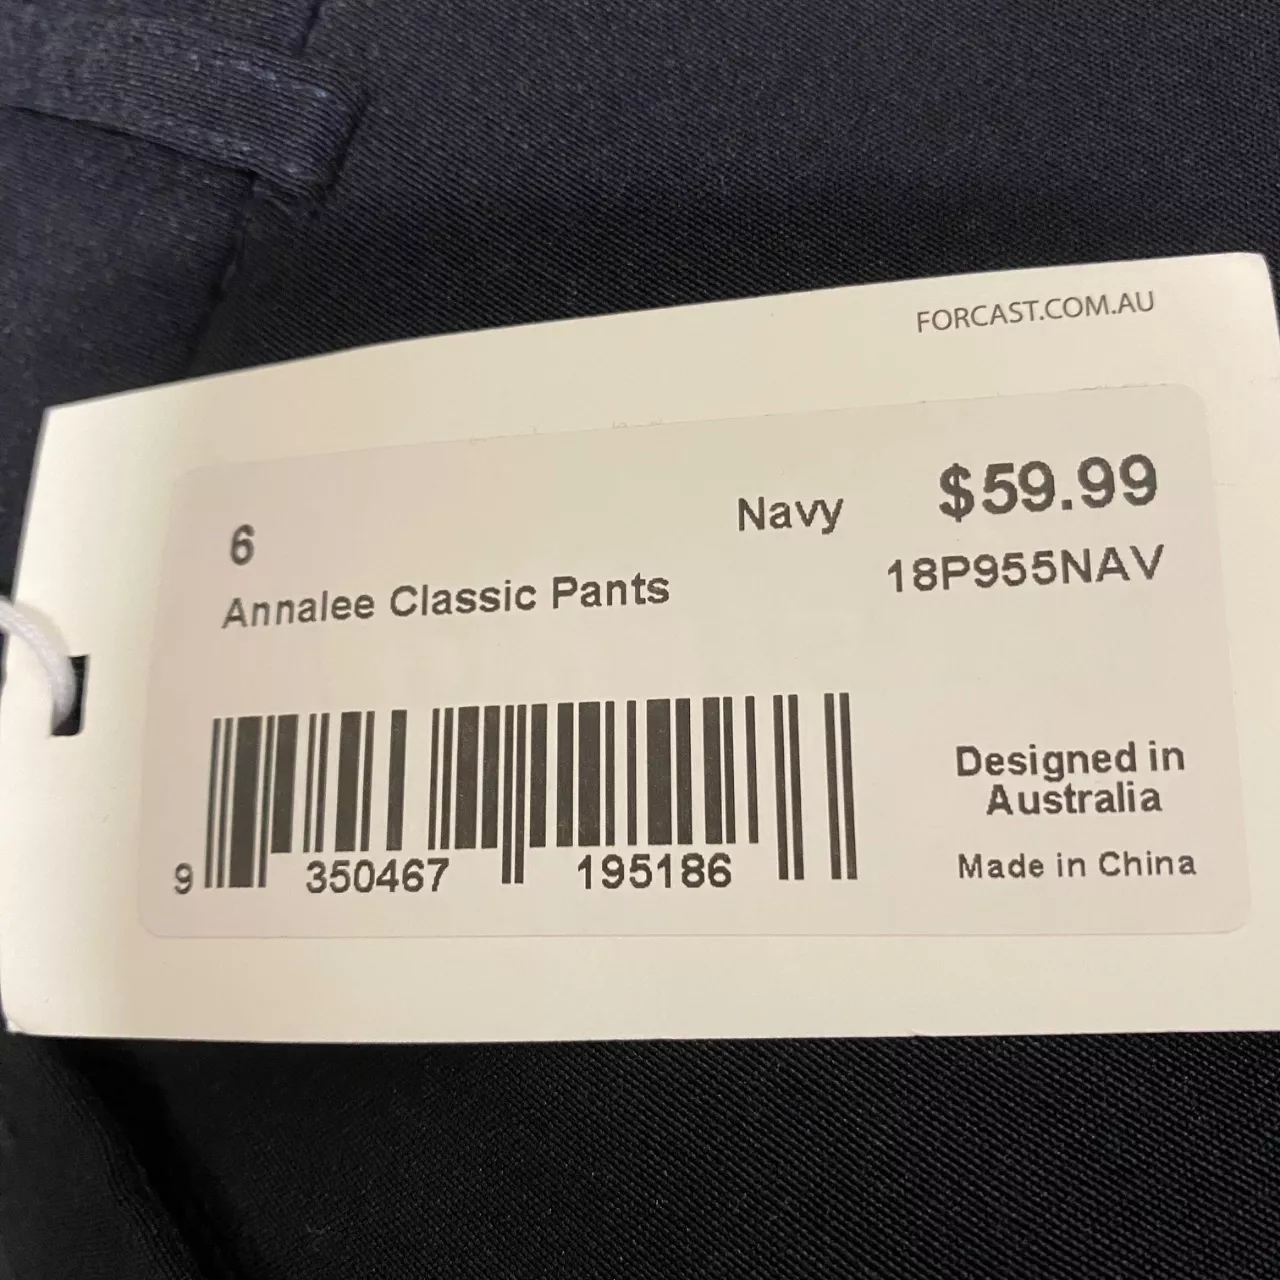 FORCAST.COM.AU
6 Navy $59.99
Annalee Classic Pants 18P955NAV
Designed in
Australia
Made in China
9 350467 195186